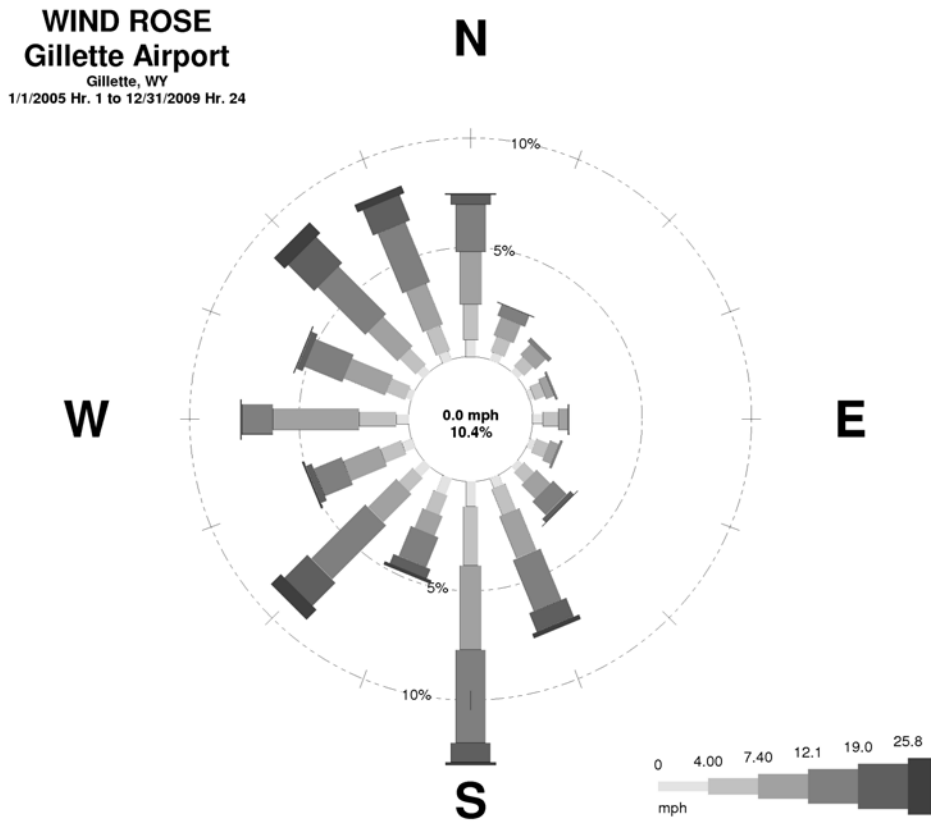 WIND ROSE
Gillette Airport
Gillette, WY
1/1/2005 Hr. 1 to 12/31/2009 Hr. 24
N
10%
5%
W
0.0 mph
10.4%
E
5%
10%
S
0 4.00 7.40 12.1 19.0 25.8
mph